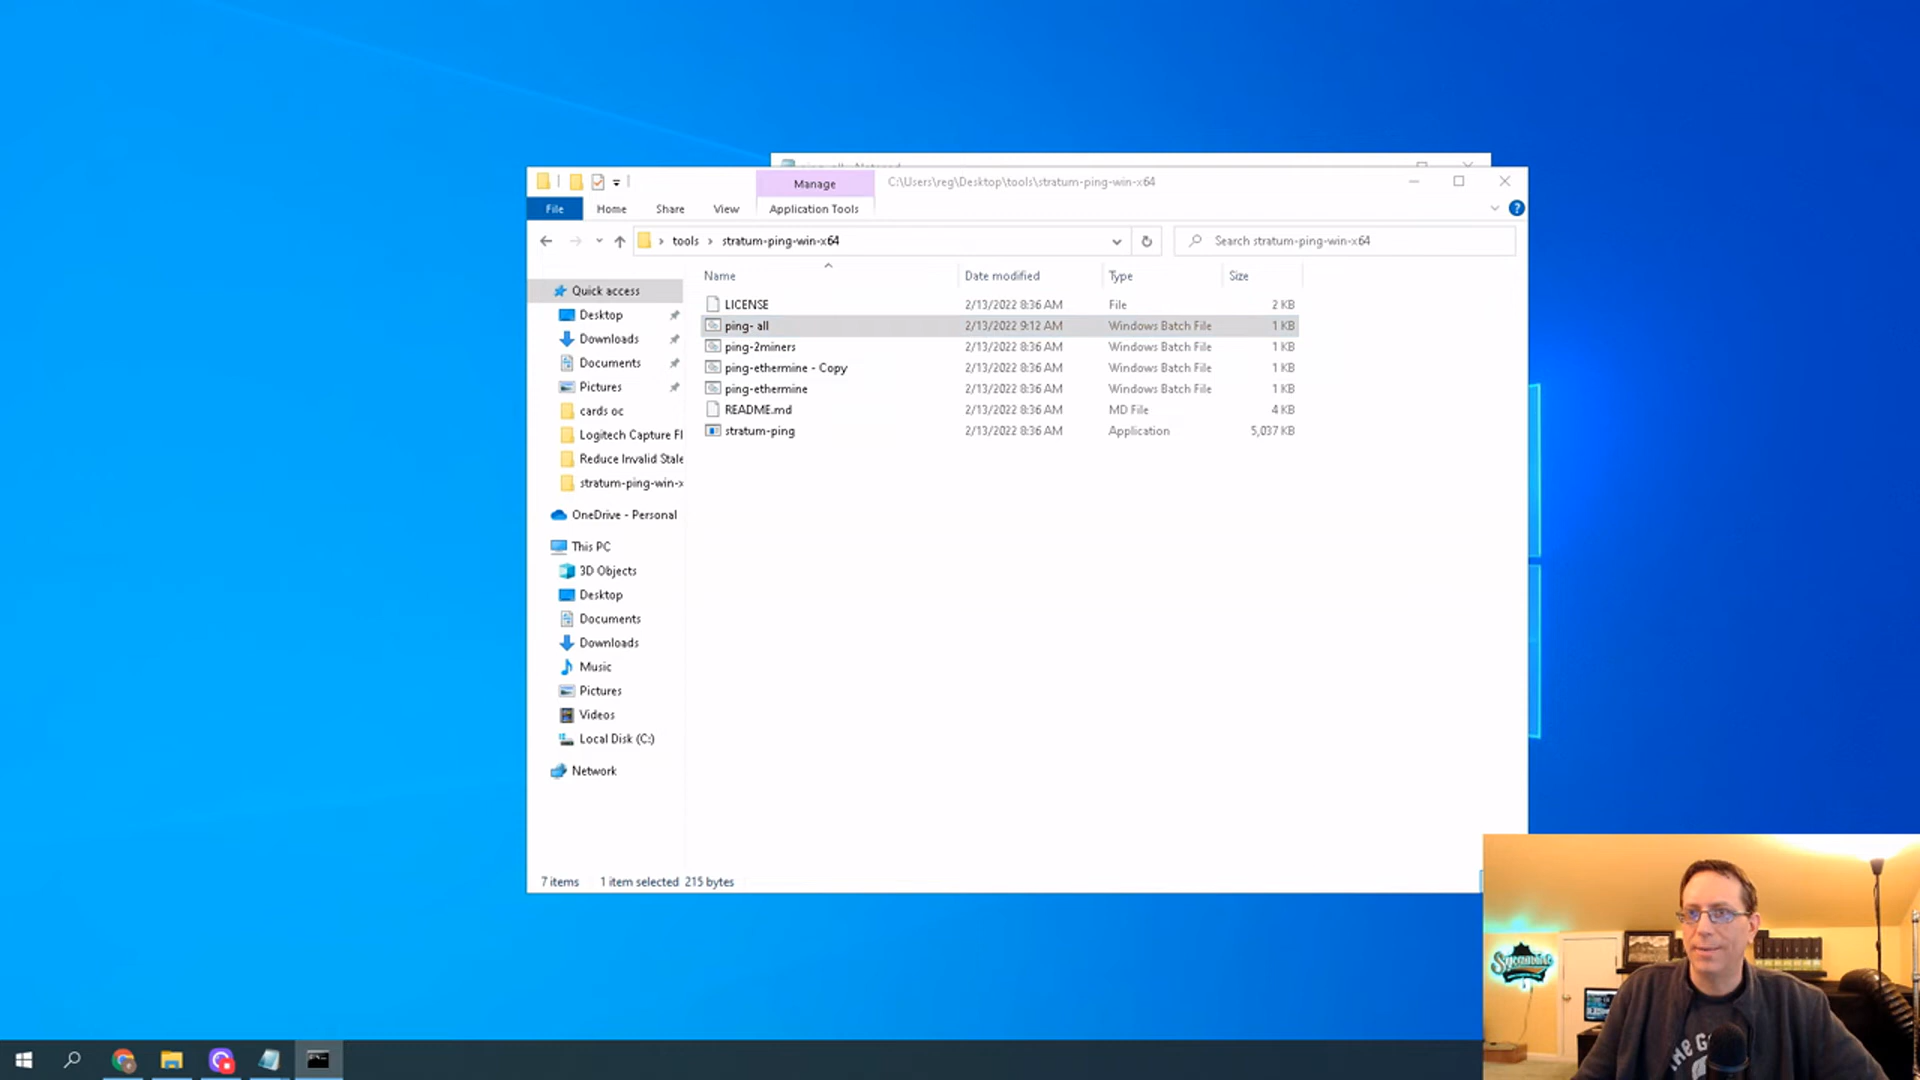 Manage
C:\Users\reg\Desktop\tools\stratum-ping-win-x64
File
Home
Share
View
Application Tools
tools
stratum-ping-win-x64
Search stratum-ping-win-x64
Name
Date modified
Type
Size
LICENSE
2/13/2022 8:36 AM
File
2 KB
ping- all
2/13/2022 9:12 AM
Windows Batch File
1 KB
ping-2miners
2/13/2022 8:36 AM
Windows Batch File
1 KB
ping-ethermine - Copy
2/13/2022 8:36 AM
Windows Batch File
1 KB
ping-ethermine
2/13/2022 8:36 AM
Windows Batch File
1 KB
README.md
2/13/2022 8:36 AM
MD File
4 KB
stratum-ping
2/13/2022 8:36 AM
Application
5,037 KB
Quick access
Desktop
Downloads
Documents
Pictures
cards oc
Logitech Capture Fl
Reduce Invalid Stale
stratum-ping-win-x
OneDrive - Personal
This PC
3D Objects
Desktop
Documents
Downloads
Music
Pictures
Videos
Local Disk (C:)
Network
7 items
1 item selected
215 bytes